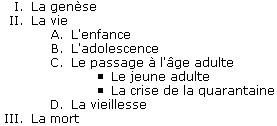 I. La genèse
II. La vie
A. L'enfance
B. L'adolescence
C. Le passage à l'âge adulte
▪ Le jeune adulte
▪ La crise de la quarantaine
D. La vieillesse
III. La mort